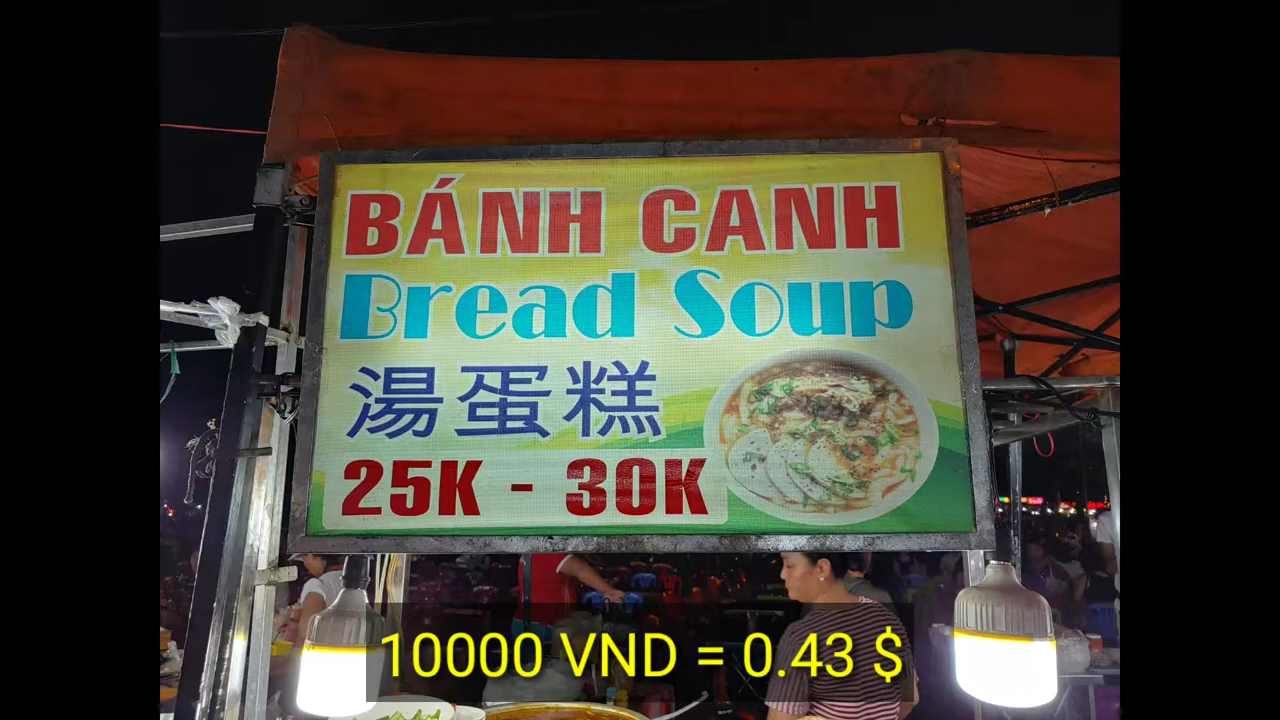 BÁNH CANH
Bread Soup
湯蛋糕
25K - 30K
10000 VND = 0.43 $